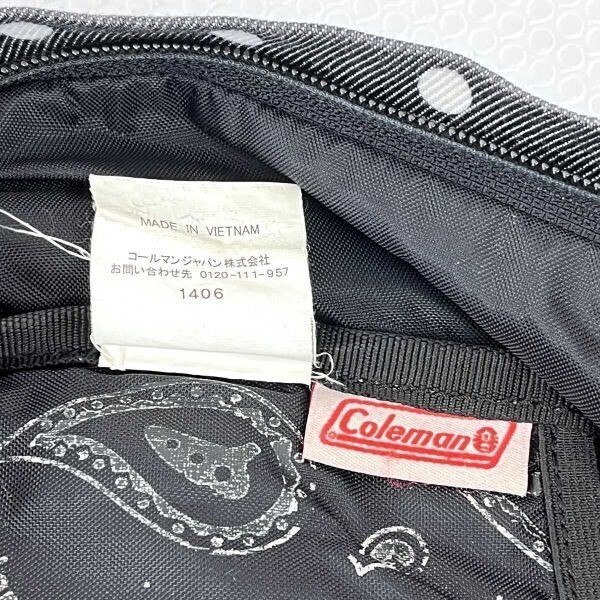 MADE IN VIETNAM
コールマンジャパン株式会社
お問い合わせ先 0120-111-957
1406
Coleman